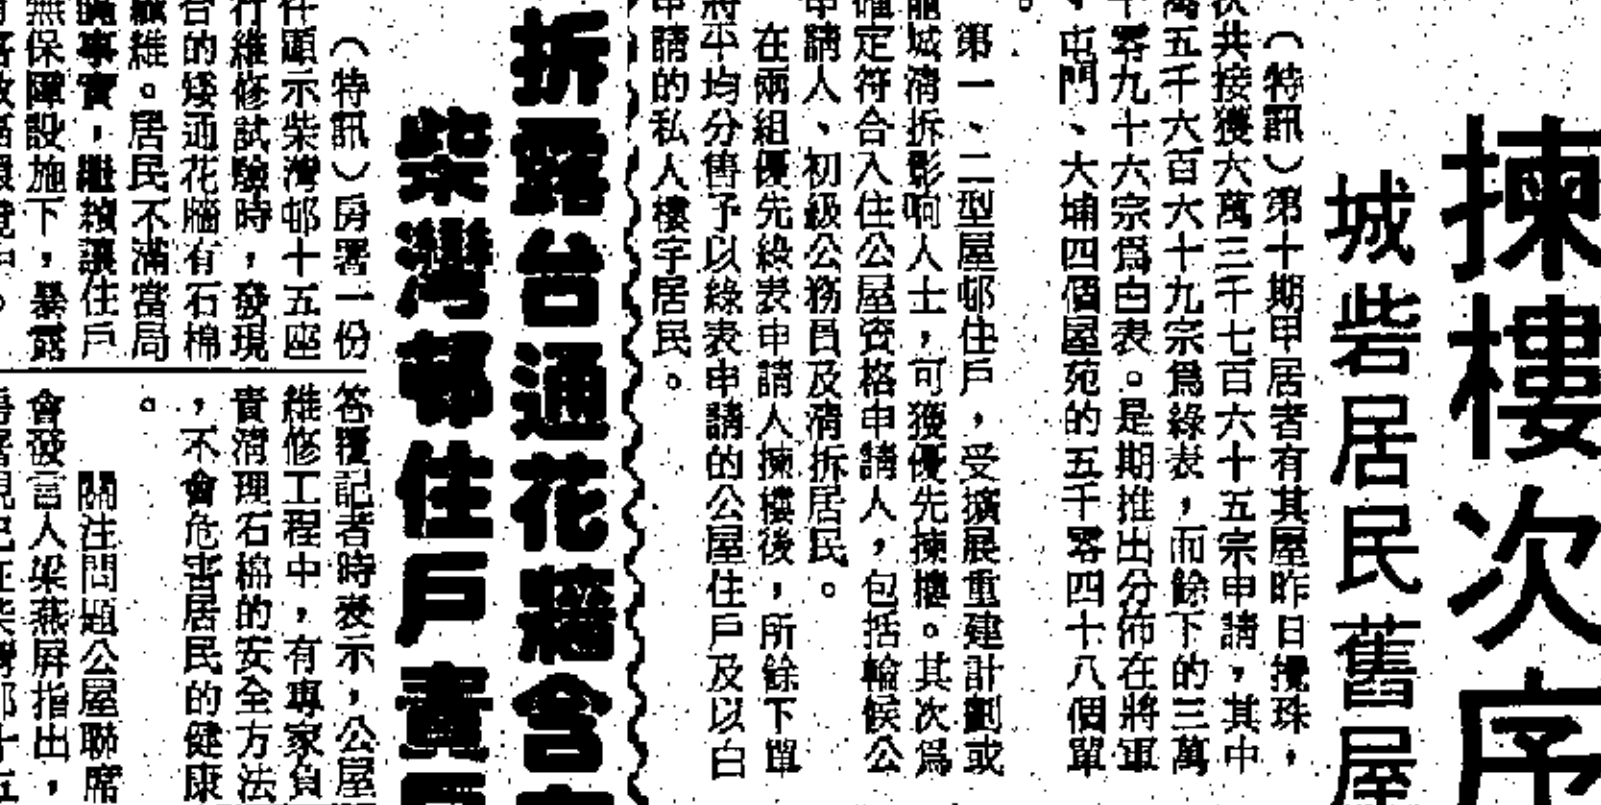 揀樓次序
城砦居民舊屋
（特訊）第十期甲居者有其屋昨日攪珠，
次共接獲六萬三千七百六十五宗申請，其中
萬五千六百六十九宗爲綠表，而餘下的三萬
千零九十六宗爲白表。是期推出分佈在將軍
、屯門、大埔四個屋苑的五千零四十八個單
。
第一、二型屋邨住戶，受擴展重建計劃或
龍城清拆影响人士，可獲優先揀樓。其次爲
確定符合入住公屋資格申請人，包括輪候公
申請人、初級公務員及清拆居民。
在兩組優先綠表申請人揀樓後，所餘下單
將平均分售予以綠表申請的公屋住戶及以白
申請的私人樓宇居民。
拆露台通花牆含
柴灣邨住戶責
（特訊）房署一份
件顯示柴灣邨十五座
行維修試驗時，發現
合的矮通花牆有石棉
纖維。居民不滿當局
瞞事實，繼續讓住戶
無保障設施下，暴露
答覆記者時表示，公屋
維修工程中，有專家負
責清理石棉的安全方法
，不會危害居民的健康
。
關注問題公屋聯席
會發言人梁燕屏指出，